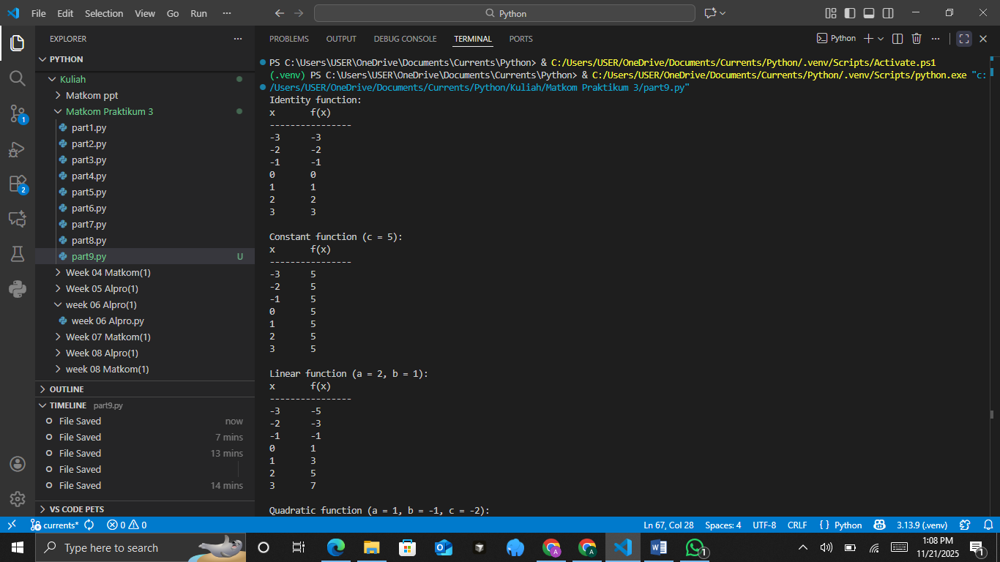 File Edit Selection View Go Run ··· Python
EXPLORER ···
PYTHON
Kuliah
Matkom ppt
Matkom Praktikum 3
part1.py
part2.py
part3.py
part4.py
part5.py
part6.py
part7.py
part8.py
part9.py U
Week 04 Matkom(1)
Week 05 Alpro(1)
week 06 Alpro(1)
week 06 Alpro.py
Week 07 Matkom(1)
Week 08 Alpro(1)
week 08 Matkom(1)
OUTLINE
TIMELINE part9.py
File Saved now
File Saved 7 mins
File Saved 13 mins
File Saved
File Saved 14 mins
VS CODE PETS
1
2
PROBLEMS OUTPUT DEBUG CONSOLE TERMINAL PORTS Python ···
PS C:\Users\USER\OneDrive\Documents\Currents\Python> & C:/Users/USER/OneDrive/Documents/Currents/Python/.venv/Scripts/Activate.ps1
(.venv) PS C:\Users\USER\OneDrive\Documents\Currents\Python> & C:/Users/USER/OneDrive/Documents/Currents/Python/.venv/Scripts/python.exe "c:
/Users/USER/OneDrive/Documents/Currents/Python/Kuliah/Matkom Praktikum 3/part9.py"
Identity function:
x f(x)
----------------
-3 -3
-2 -2
-1 -1
0 0
1 1
2 2
3 3
Constant function (c = 5):
x f(x)
----------------
-3 5
-2 5
-1 5
0 5
1 5
2 5
3 5
Linear function (a = 2, b = 1):
x f(x)
----------------
-3 -5
-2 -3
-1 -1
0 1
1 3
2 5
3 7
Quadratic function (a = 1, b = -1, c = -2):
currents* 0 0 Ln 67, Col 28 Spaces: 4 UTF-8 CRLF { } Python 3.13.9 (.venv)
Type here to search A A 1 1:08 PM 1
11/21/2025